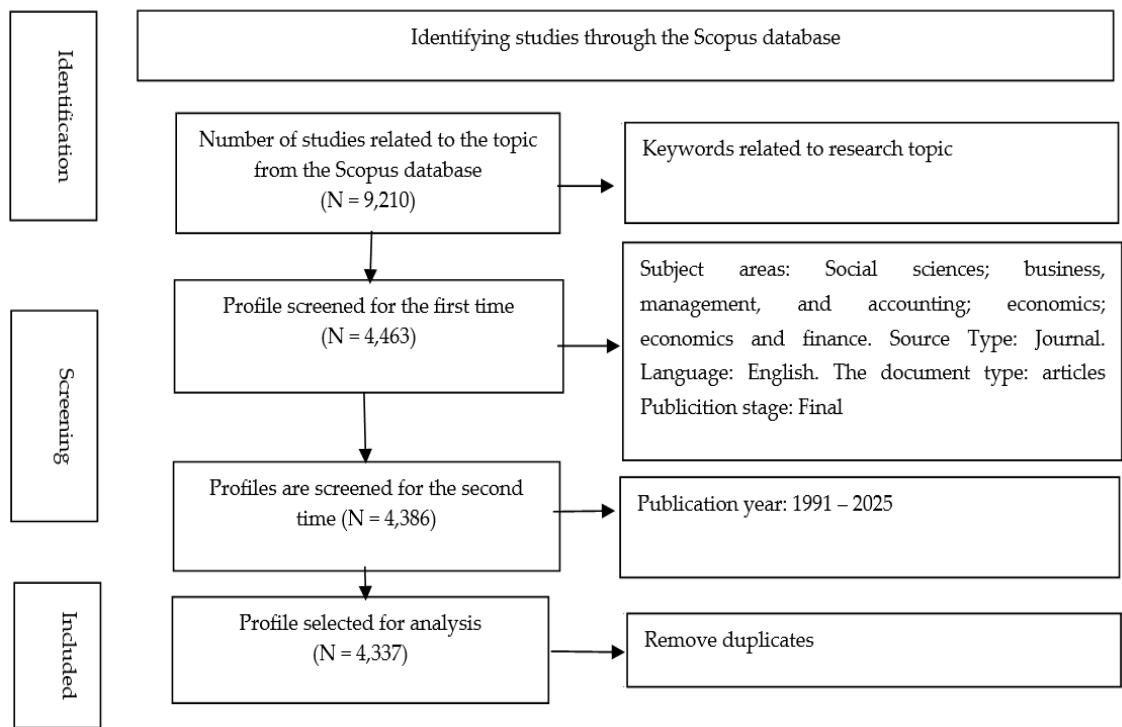 Identification
Identifying studies through the Scopus database
Number of studies related to the topic
from the Scopus database
(N = 9,210)
Keywords related to research topic
Screening
Profile screened for the first time
(N = 4,463)
Subject areas: Social sciences; business,
management, and accounting; economics;
economics and finance. Source Type: Journal.
Language: English. The document type: articles
Publicition stage: Final
Profiles are screened for the second
time (N = 4,386)
Publication year: 1991 – 2025
Included
Profile selected for analysis
(N = 4,337)
Remove duplicates